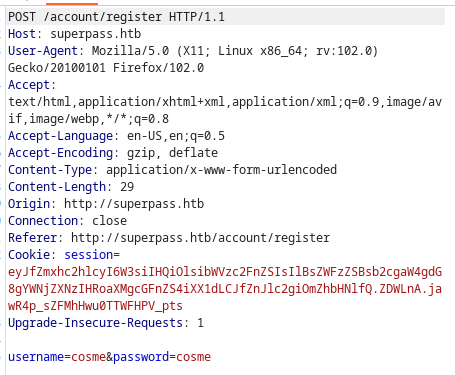 POST /account/register HTTP/1.1
Host: superpass.htb
User-Agent: Mozilla/5.0 (X11; Linux x86_64; rv:102.0)
Gecko/20100101 Firefox/102.0
Accept:
text/html,application/xhtml+xml,application/xml;q=0.9,image/av
if,image/webp,*/*;q=0.8
Accept-Language: en-US,en;q=0.5
Accept-Encoding: gzip, deflate
Content-Type: application/x-www-form-urlencoded
Content-Length: 29
Origin: http://superpass.htb
Connection: close
Referer: http://superpass.htb/account/register
Cookie: session=
eyJfZmxhc2hlcyI6W3siIHQiOlsibWVzc2FnZSIsIlBsZWFzZSBsb2cgaW4gdG
8gYWNjZXNzIHRoaXMgcGFnZS4iXX1dLCJfZnJlc2giOmZhbHNlfQ.ZDWLnA.ja
wR4p_sZFMhHwu0TTWFHPV_pts
Upgrade-Insecure-Requests: 1
username=cosme&password=cosme